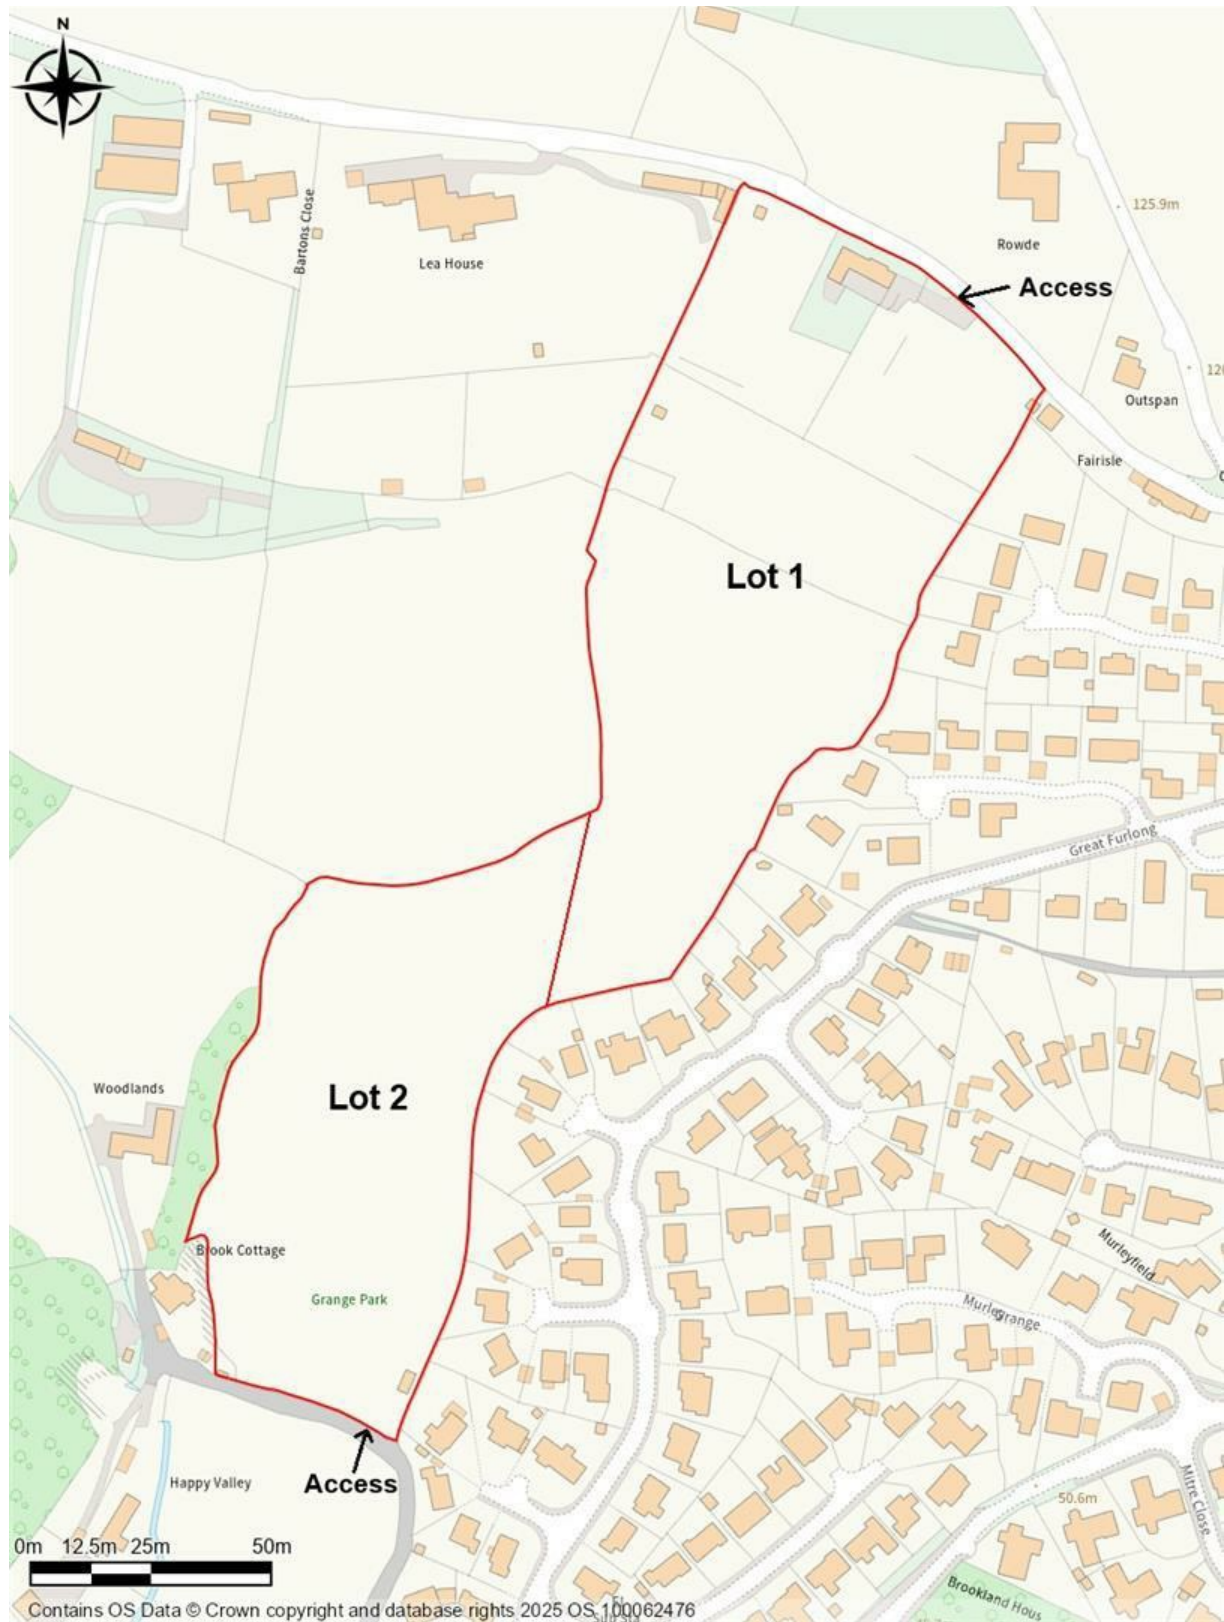 N
125.9m
Rowde
Bartons Close
Lea House
Access
Outspan
Fairisle
Lot 1
Great Furlong
Woodlands
Lot 2
Brook Cottage
Murleyfield
Grange Park
Murley
Grange
Happy Valley
Access
50.6m
Mitre Close
0m 12.5m 25m 50m
Brookland Hous
Contains OS Data © Crown copyright and database rights 2025 OS 100062476